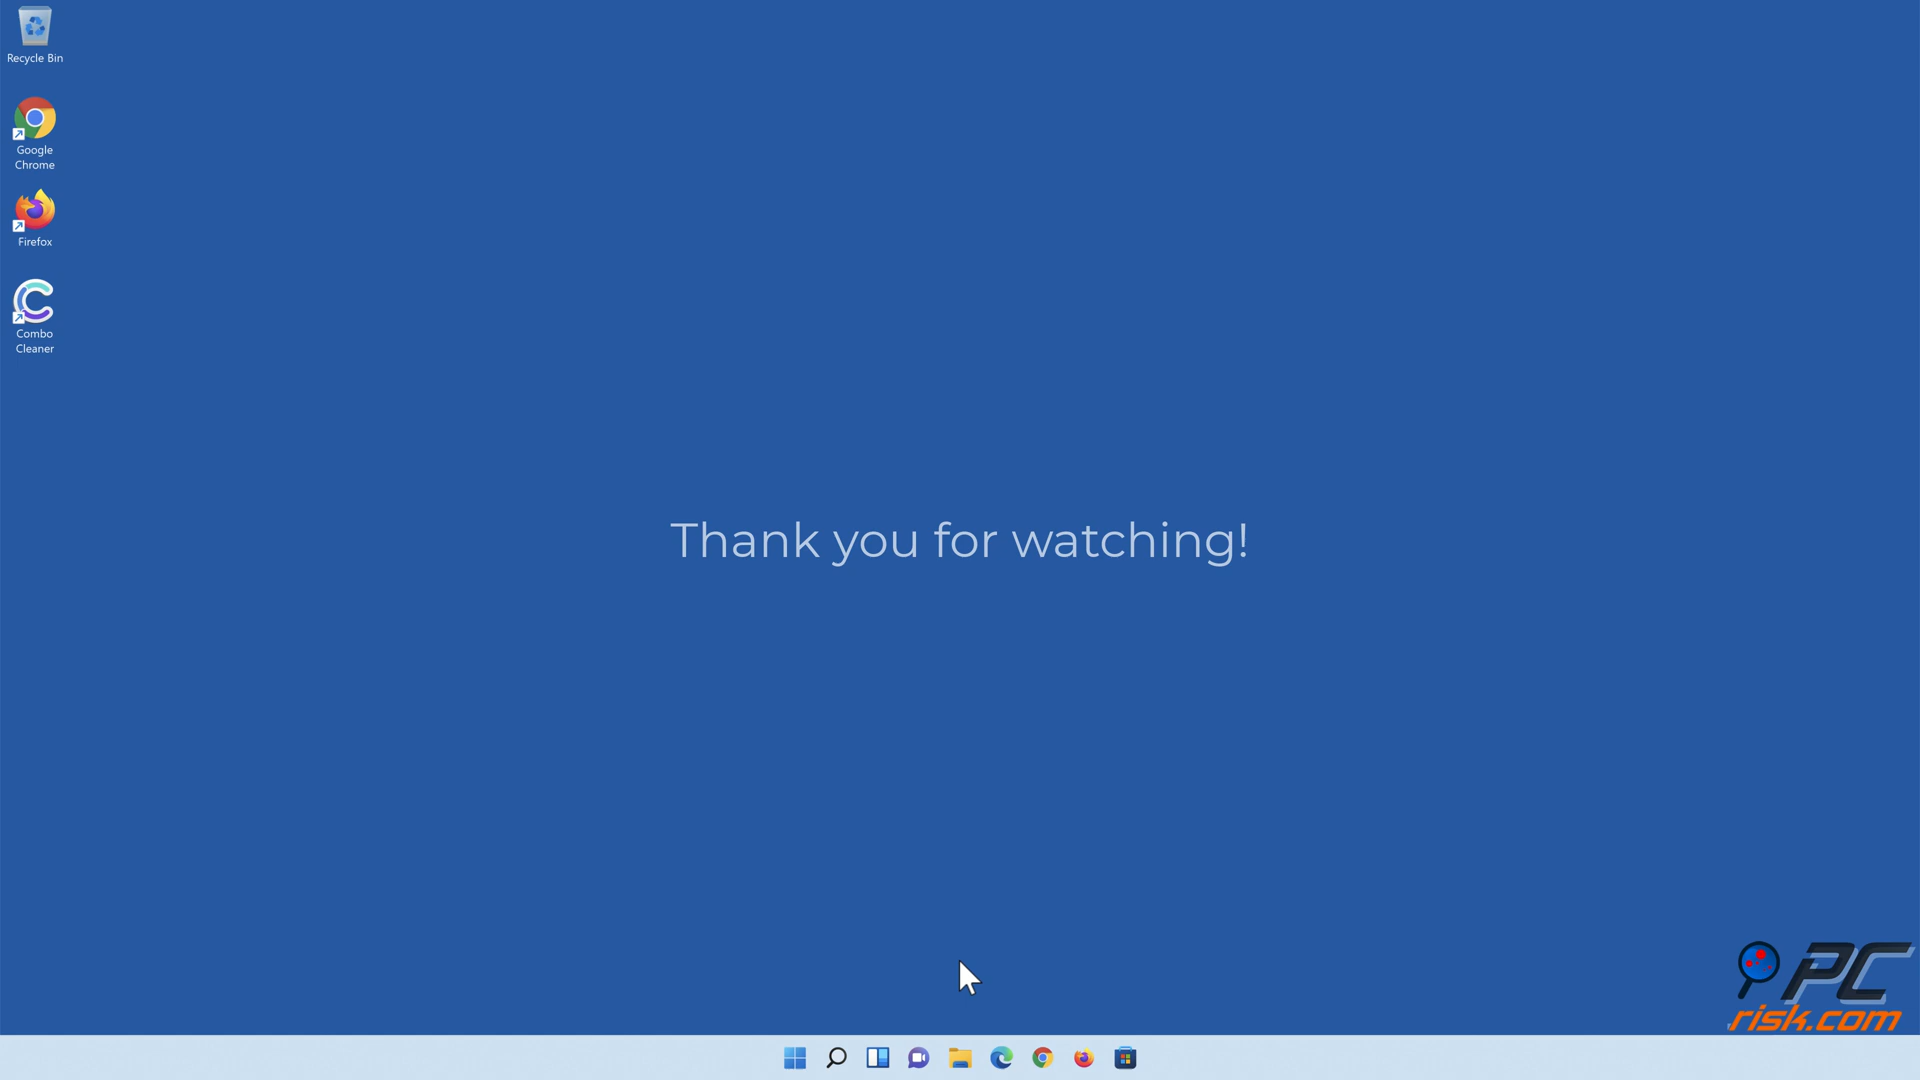 Recycle Bin
Google
Chrome
Firefox
Combo
Cleaner
Thank you for watching!
PC
risk.com